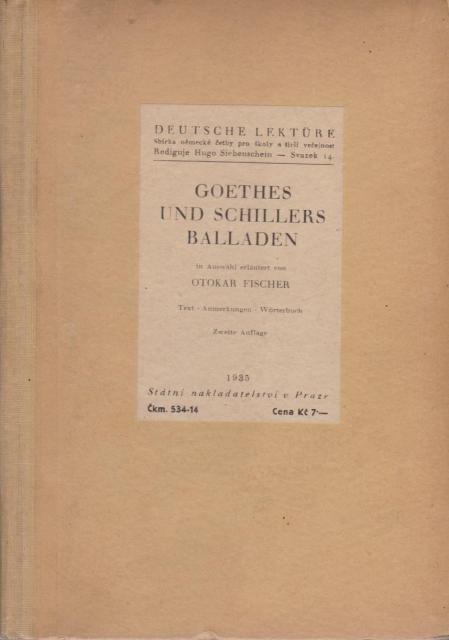 DEUTSCHE LEKTÜRE
Sbírka německé četby pro školy a širší veřejnost
Rediguje Hugo Siebenschein — Svazek 14.
GOETHES
UND SCHILLERS
BALLADEN
in Auswahl erläutert von
OTOKAR FISCHER
Text - Anmerkungen - Wörterbuch
Zweite Auflage
1935
Státní nakladatelství v Praze
Čkm. 534-14 Cena Kč 7·—